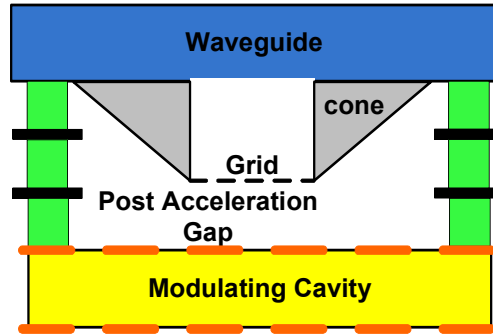 Waveguide
cone
Grid
Post Acceleration
Gap
Modulating Cavity